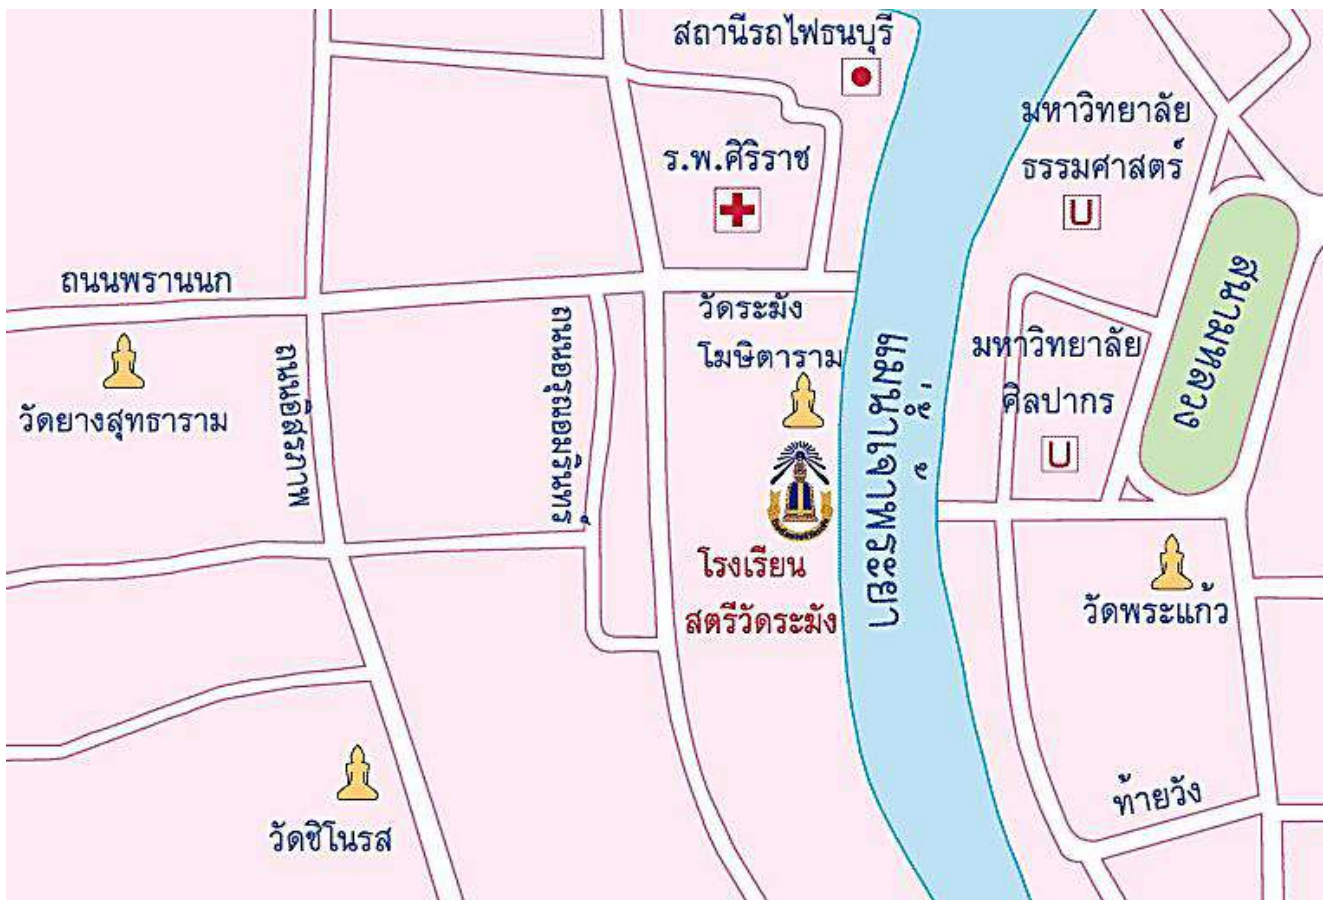 สถานีรถไฟธนบุรี
ร.พ.ศิริราช
มหาวิทยาลัย
ธรรมศาสตร์
U
ถนนพรานนก
วัดยางสุทธาราม
ถนนอิสรภาพ
ถนนอรุณอมรินทร์
วัดระฆัง
โฆษิตาราม
โรงเรียน
สตรีวัดระฆัง
แม่น้ำเจ้าพระยา
มหาวิทยาลัย
ศิลปากร
U
สนามหลวง
วัดพระแก้ว
ท้ายวัง
วัดชิโนรส